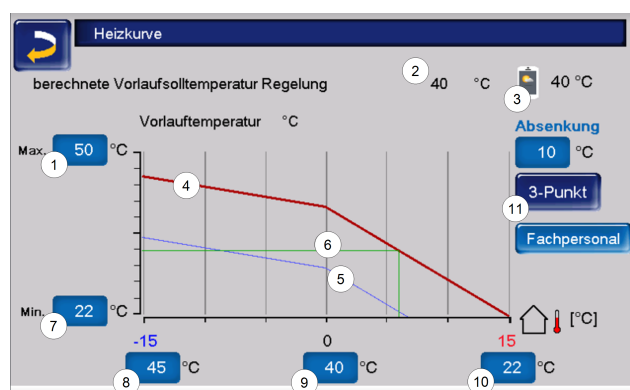 Heizkurve
berechnete Vorlaufsolltemperatur Regelung 2 40 °C 3 40 °C
Vorlauftemperatur °C
Absenkung
Max. 50 °C
1
10 °C
4
3-Punkt
11
6
Fachpersonal
5
Min. 22 °C
7
[°C]
-15 0 15
45 °C 40 °C 22 °C
8 9 10